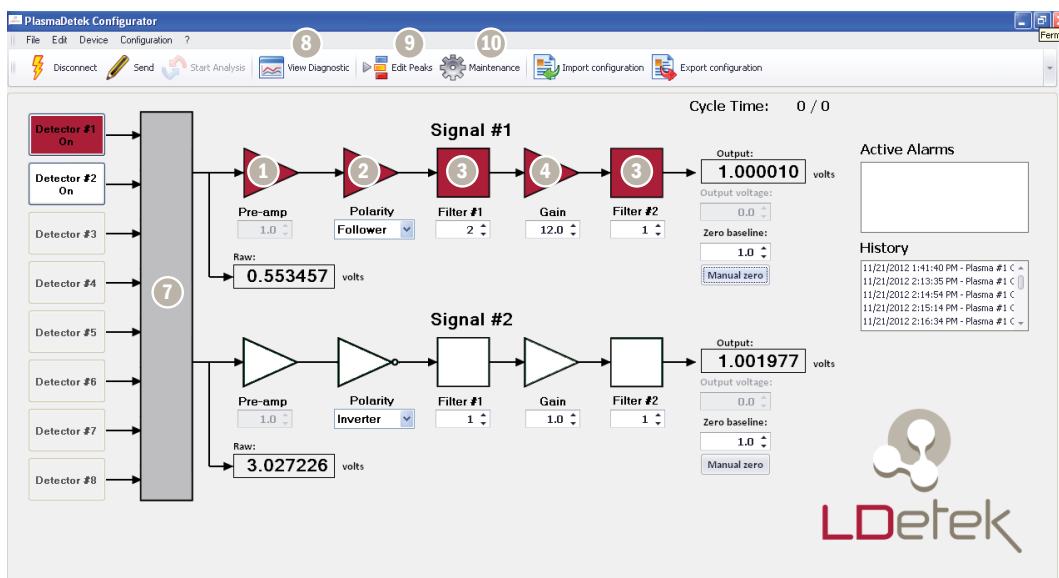 PlasmaDetek Configurator
Ferm
File Edit Device Configuration ?
8 9 10
Disconnect Send Start Analysis View Diagnostic Edit Peaks Maintenance Import configuration Export configuration
Cycle Time: 0 / 0
Detector #1
On
Detector #2
On
Detector #3
Detector #4
Detector #5
Detector #6
Detector #7
Detector #8
7
Signal #1
1 2 3 4 3
Pre-amp
1.0
Polarity
Follower
Filter #1
2
Gain
12.0
Filter #2
1
Output:
1.000010 volts
Output voltage:
0.0
Zero baseline:
1.0
Manual zero
Raw:
0.553457 volts
Signal #2
Pre-amp
1.0
Polarity
Inverter
Filter #1
1
Gain
1.0
Filter #2
1
Output:
1.001977 volts
Output voltage:
0.0
Zero baseline:
1.0
Manual zero
Raw:
3.027226 volts
Active Alarms
History
11/21/2012 1:41:40 PM - Plasma #1 C
11/21/2012 2:13:35 PM - Plasma #1 C
11/21/2012 2:14:54 PM - Plasma #1 C
11/21/2012 2:15:14 PM - Plasma #1 C
11/21/2012 2:16:34 PM - Plasma #1 C
LDetek